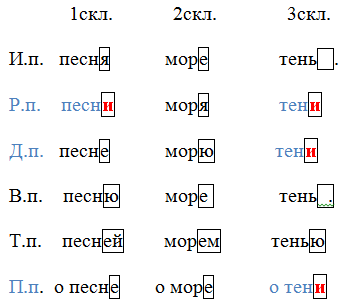 1скл. 2скл. 3скл.
И.п. песня море тень .
Р.п. песни моря тени
Д.п. песне морю тени
В.п. песню море тень .
Т.п. песней морем тенью
П.п. о песне о море о тени